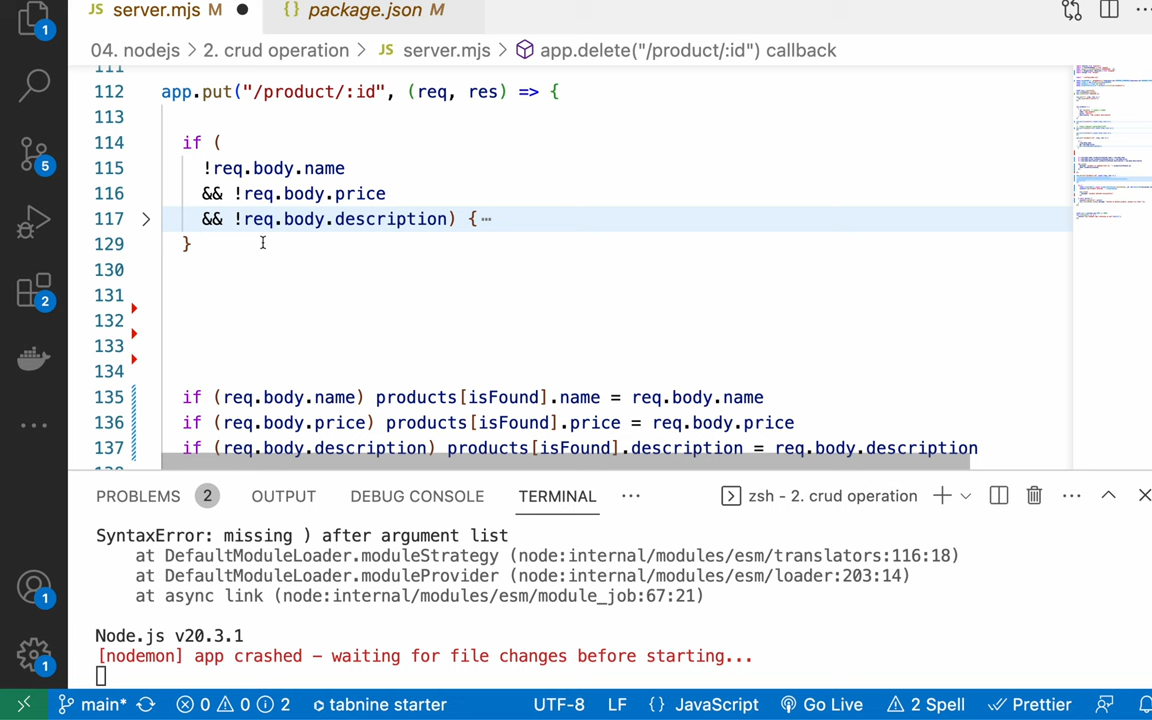 JS server.mjs M ● {} package.json M
1
04. nodejs > 2. crud operation > JS server.mjs > app.delete("/product/:id") callback
111
112 app.put("/product/:id", (req, res) => {
113
114 if (
115 !req.body.name
5
116 && !req.body.price
117 && !req.body.description) {⋯
129 }
130
131
2
132
133
134
135 if (req.body.name) products[isFound].name = req.body.name
136 if (req.body.price) products[isFound].price = req.body.price
137 if (req.body.description) products[isFound].description = req.body.description
PROBLEMS 2 OUTPUT DEBUG CONSOLE TERMINAL ··· zsh - 2. crud operation
SyntaxError: missing ) after argument list
at DefaultModuleLoader.moduleStrategy (node:internal/modules/esm/translators:116:18)
at DefaultModuleLoader.moduleProvider (node:internal/modules/esm/loader:203:14)
at async link (node:internal/modules/esm/module_job:67:21)
1
Node.js v20.3.1
[nodemon] app crashed - waiting for file changes before starting...
1
main* 0 0 2 tabnine starter UTF-8 LF {} JavaScript Go Live 2 Spell Prettier